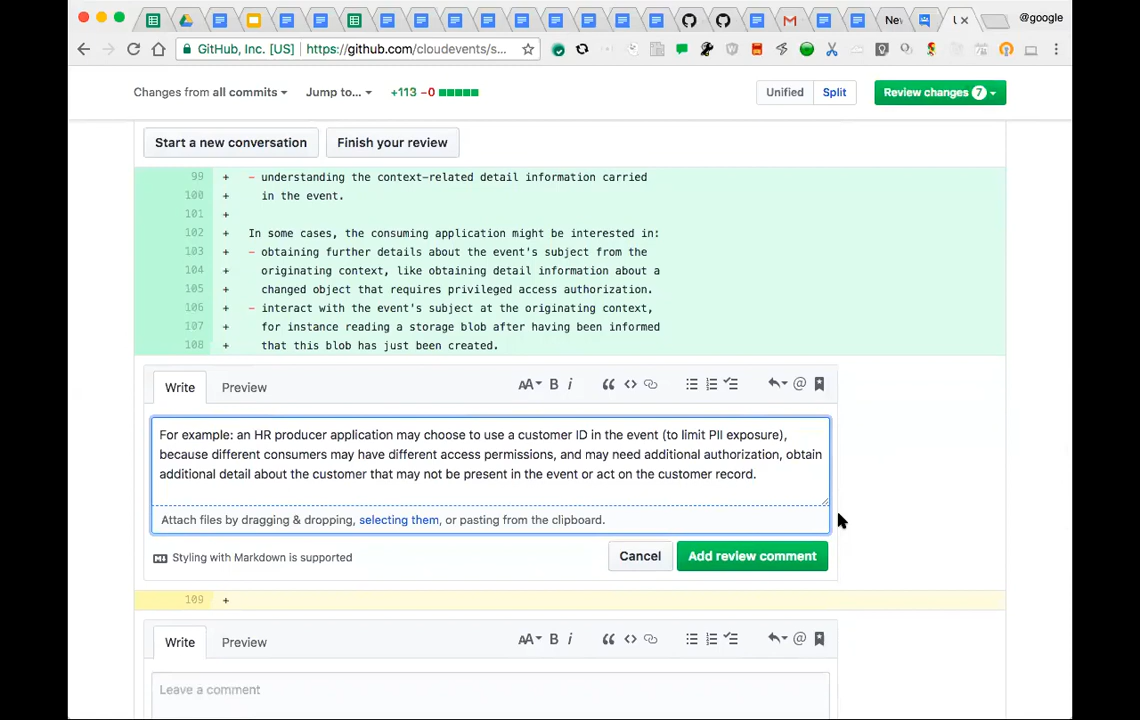 Nev
@google
GitHub, Inc. [US]
https://github.com/cloudevents/s...
Changes from all commits
Jump to...
+113 −0
Unified
Split
Review changes 7
Start a new conversation
Finish your review
99 + - understanding the context-related detail information carried
100 + in the event.
101 +
102 + In some cases, the consuming application might be interested in:
103 + - obtaining further details about the event's subject from the
104 + originating context, like obtaining detail information about a
105 + changed object that requires privileged access authorization.
106 + - interact with the event's subject at the originating context,
107 + for instance reading a storage blob after having been informed
108 + that this blob has just been created.
Write
Preview
AA B i
For example: an HR producer application may choose to use a customer ID in the event (to limit PII exposure),
because different consumers may have different access permissions, and may need additional authorization, obtain
additional detail about the customer that may not be present in the event or act on the customer record.
Attach files by dragging & dropping, selecting them, or pasting from the clipboard.
Styling with Markdown is supported
Cancel
Add review comment
109 +
Write
Preview
AA B i
Leave a comment